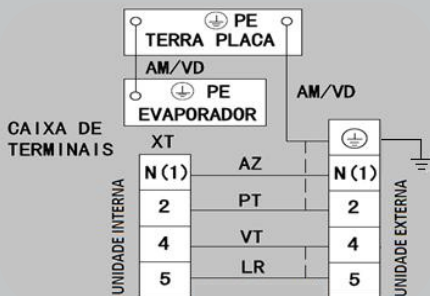 PE
TERRA PLACA
AM/VD
PE
EVAPORADOR
AM/VD
CAIXA DE
TERMINAIS
XT
N(1)
AZ
N(1)
2
PT
2
4
VT
4
5
LR
5
UNIDADE INTERNA
UNIDADE EXTERNA